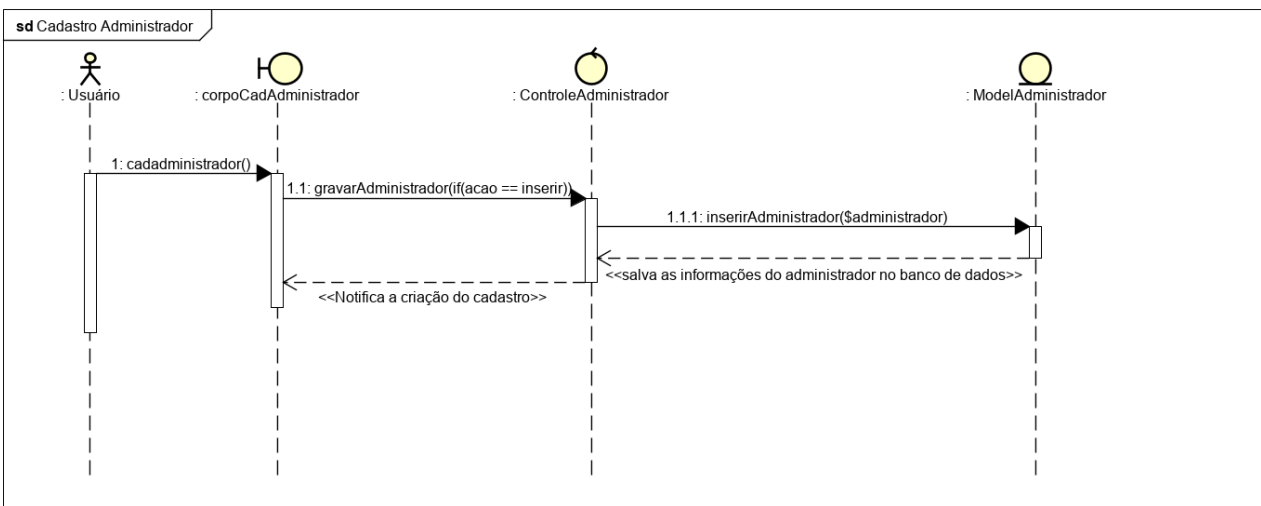 sd Cadastro Administrador
: Usuário
: corpoCadAdministrador
: ControleAdministrador
: ModelAdministrador
1: cadadministrador()
1.1: gravarAdministrador(if(acao == inserir))
1.1.1: inserirAdministrador($administrador)
<<salva as informações do administrador no banco de dados>>
<<Notifica a criação do cadastro>>